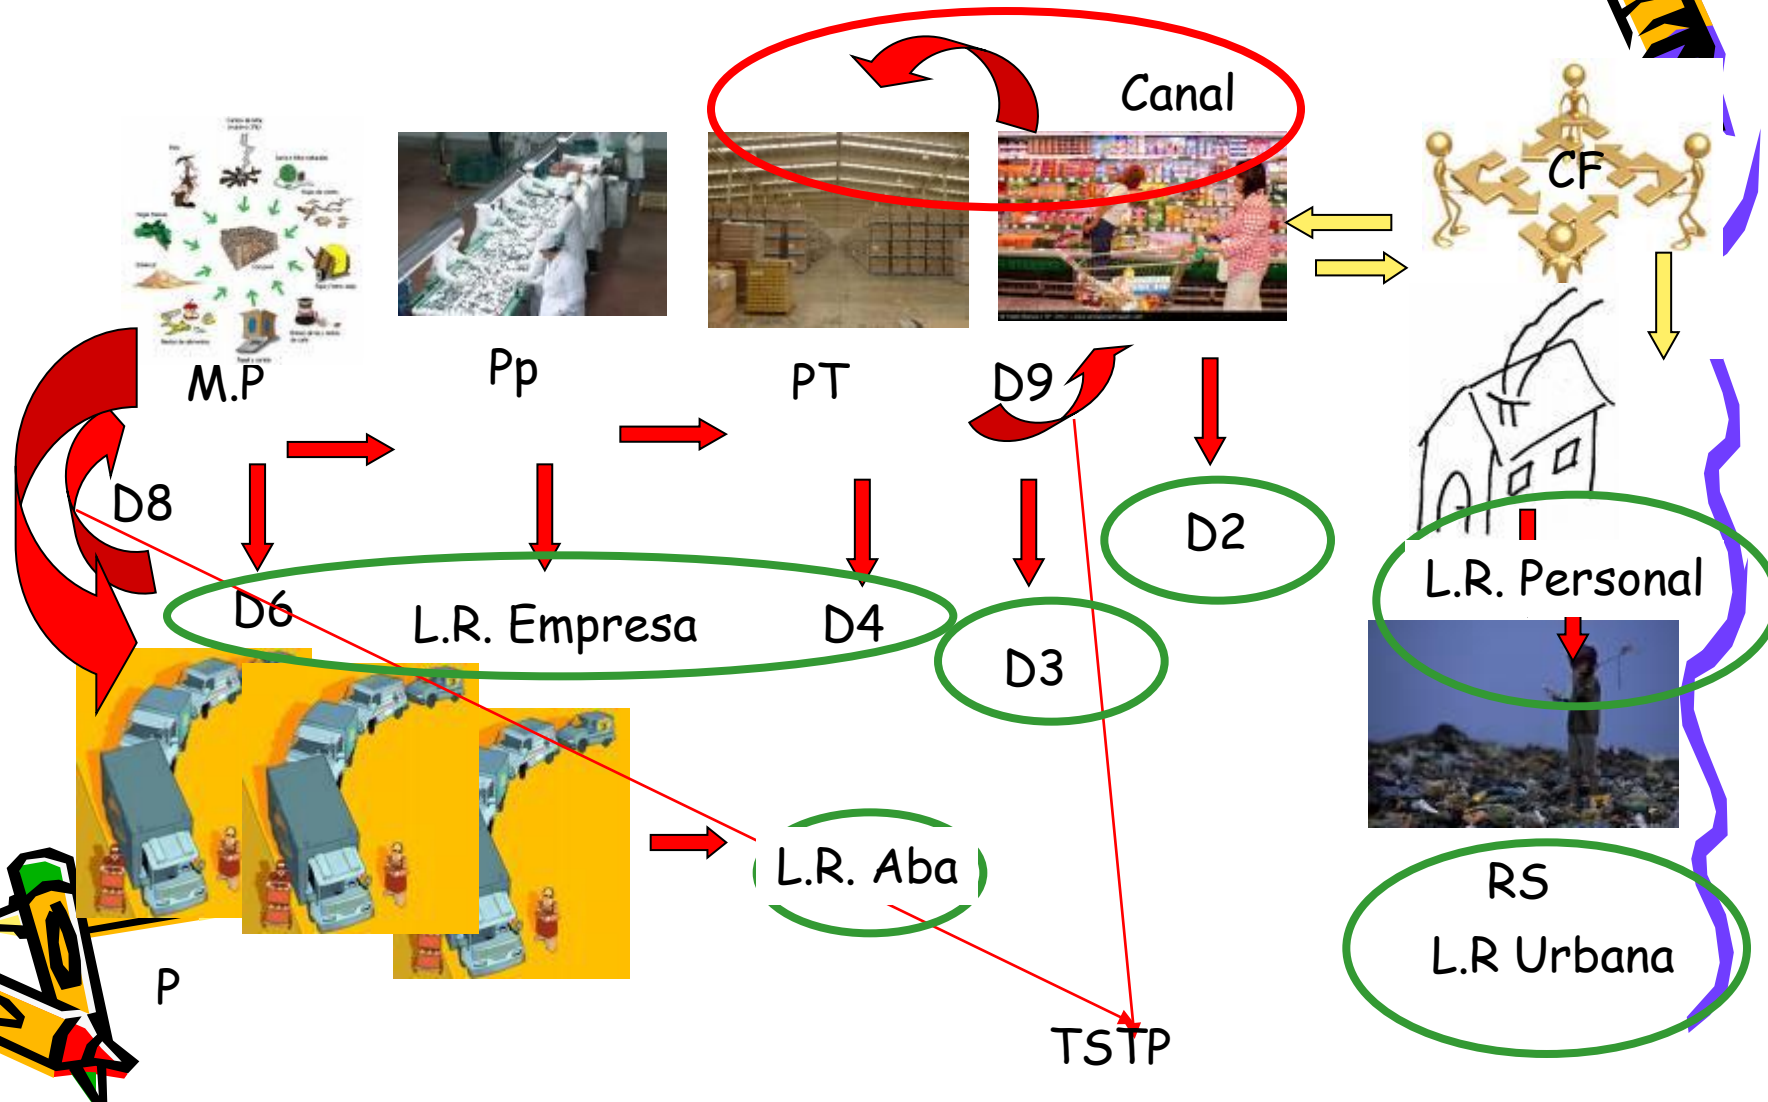 Canal
CF
M.P
Pp
PT
D9
D8
D2
D6
L.R. Empresa
D4
D3
L.R. Personal
L.R. Aba
RS
L.R Urbana
P
TSTP